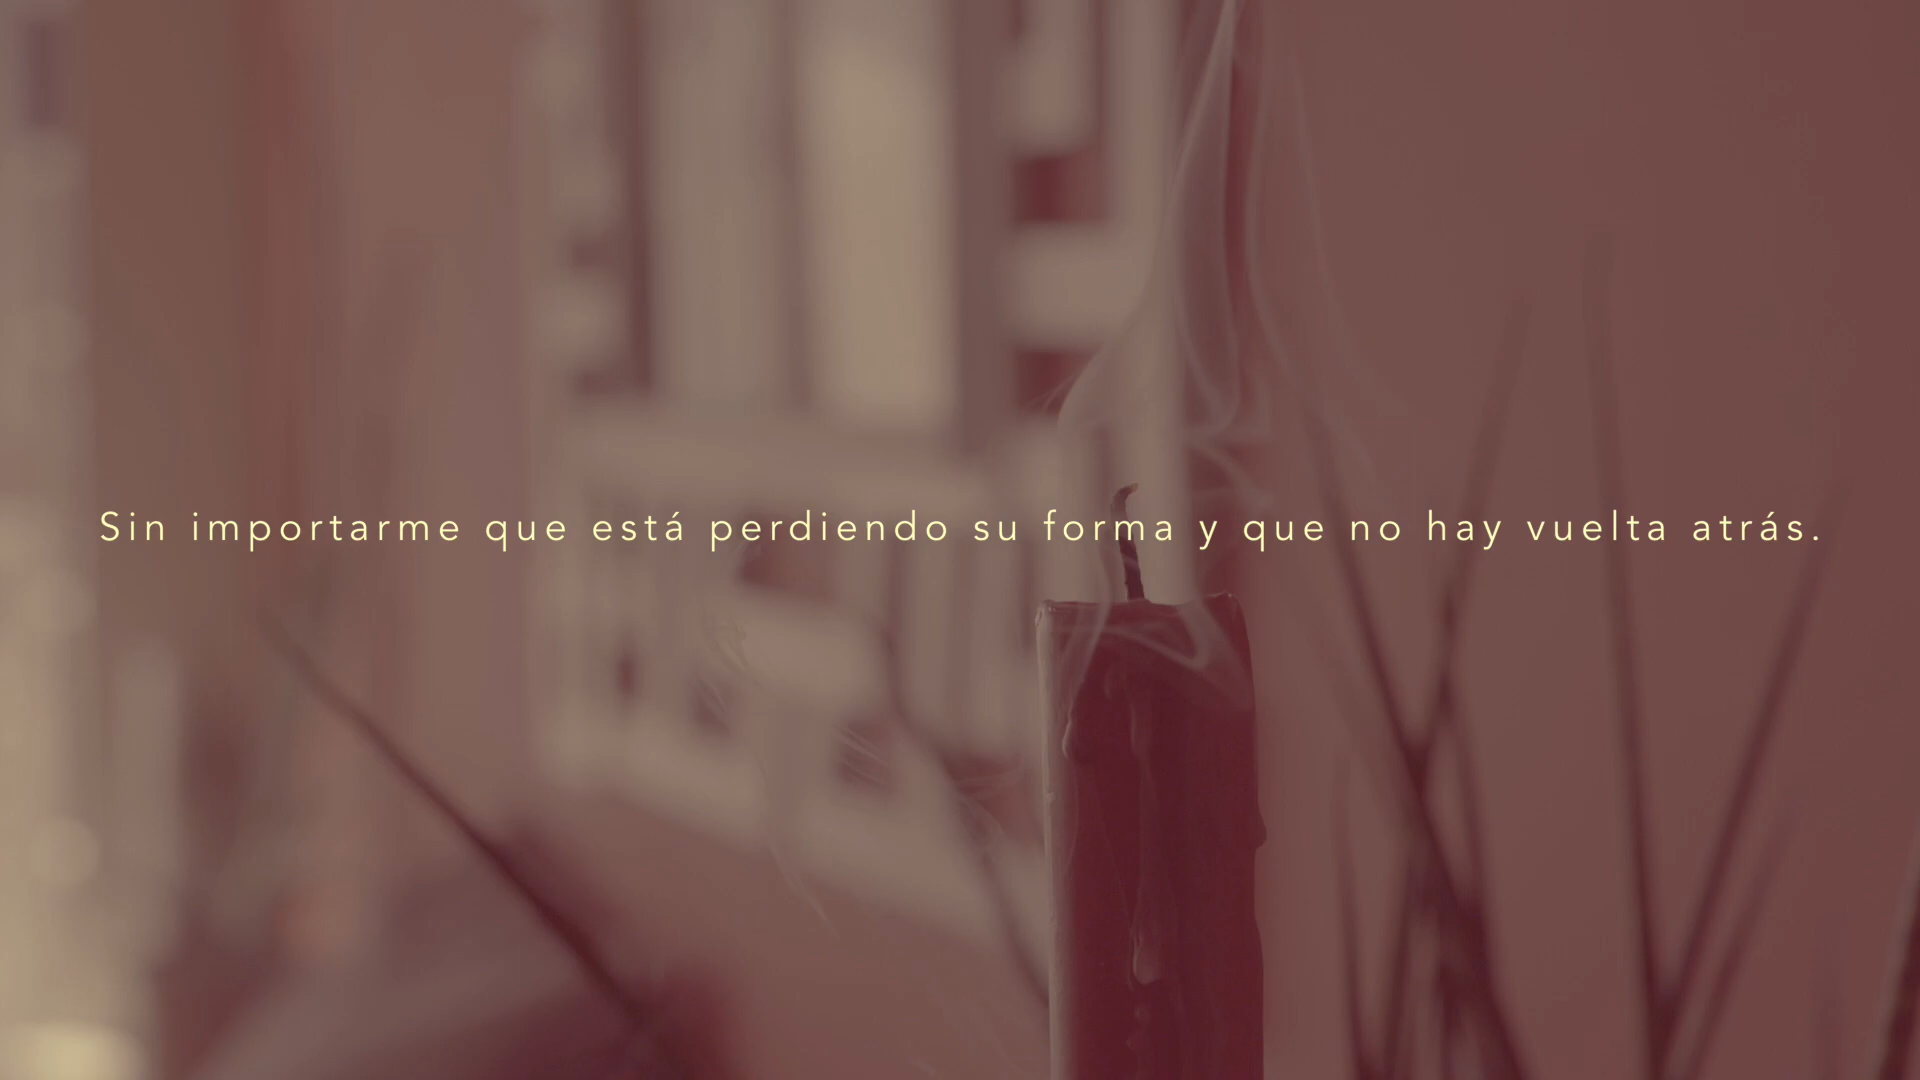 Sin importarme que está perdiendo su forma y que no hay vuelta atrás.